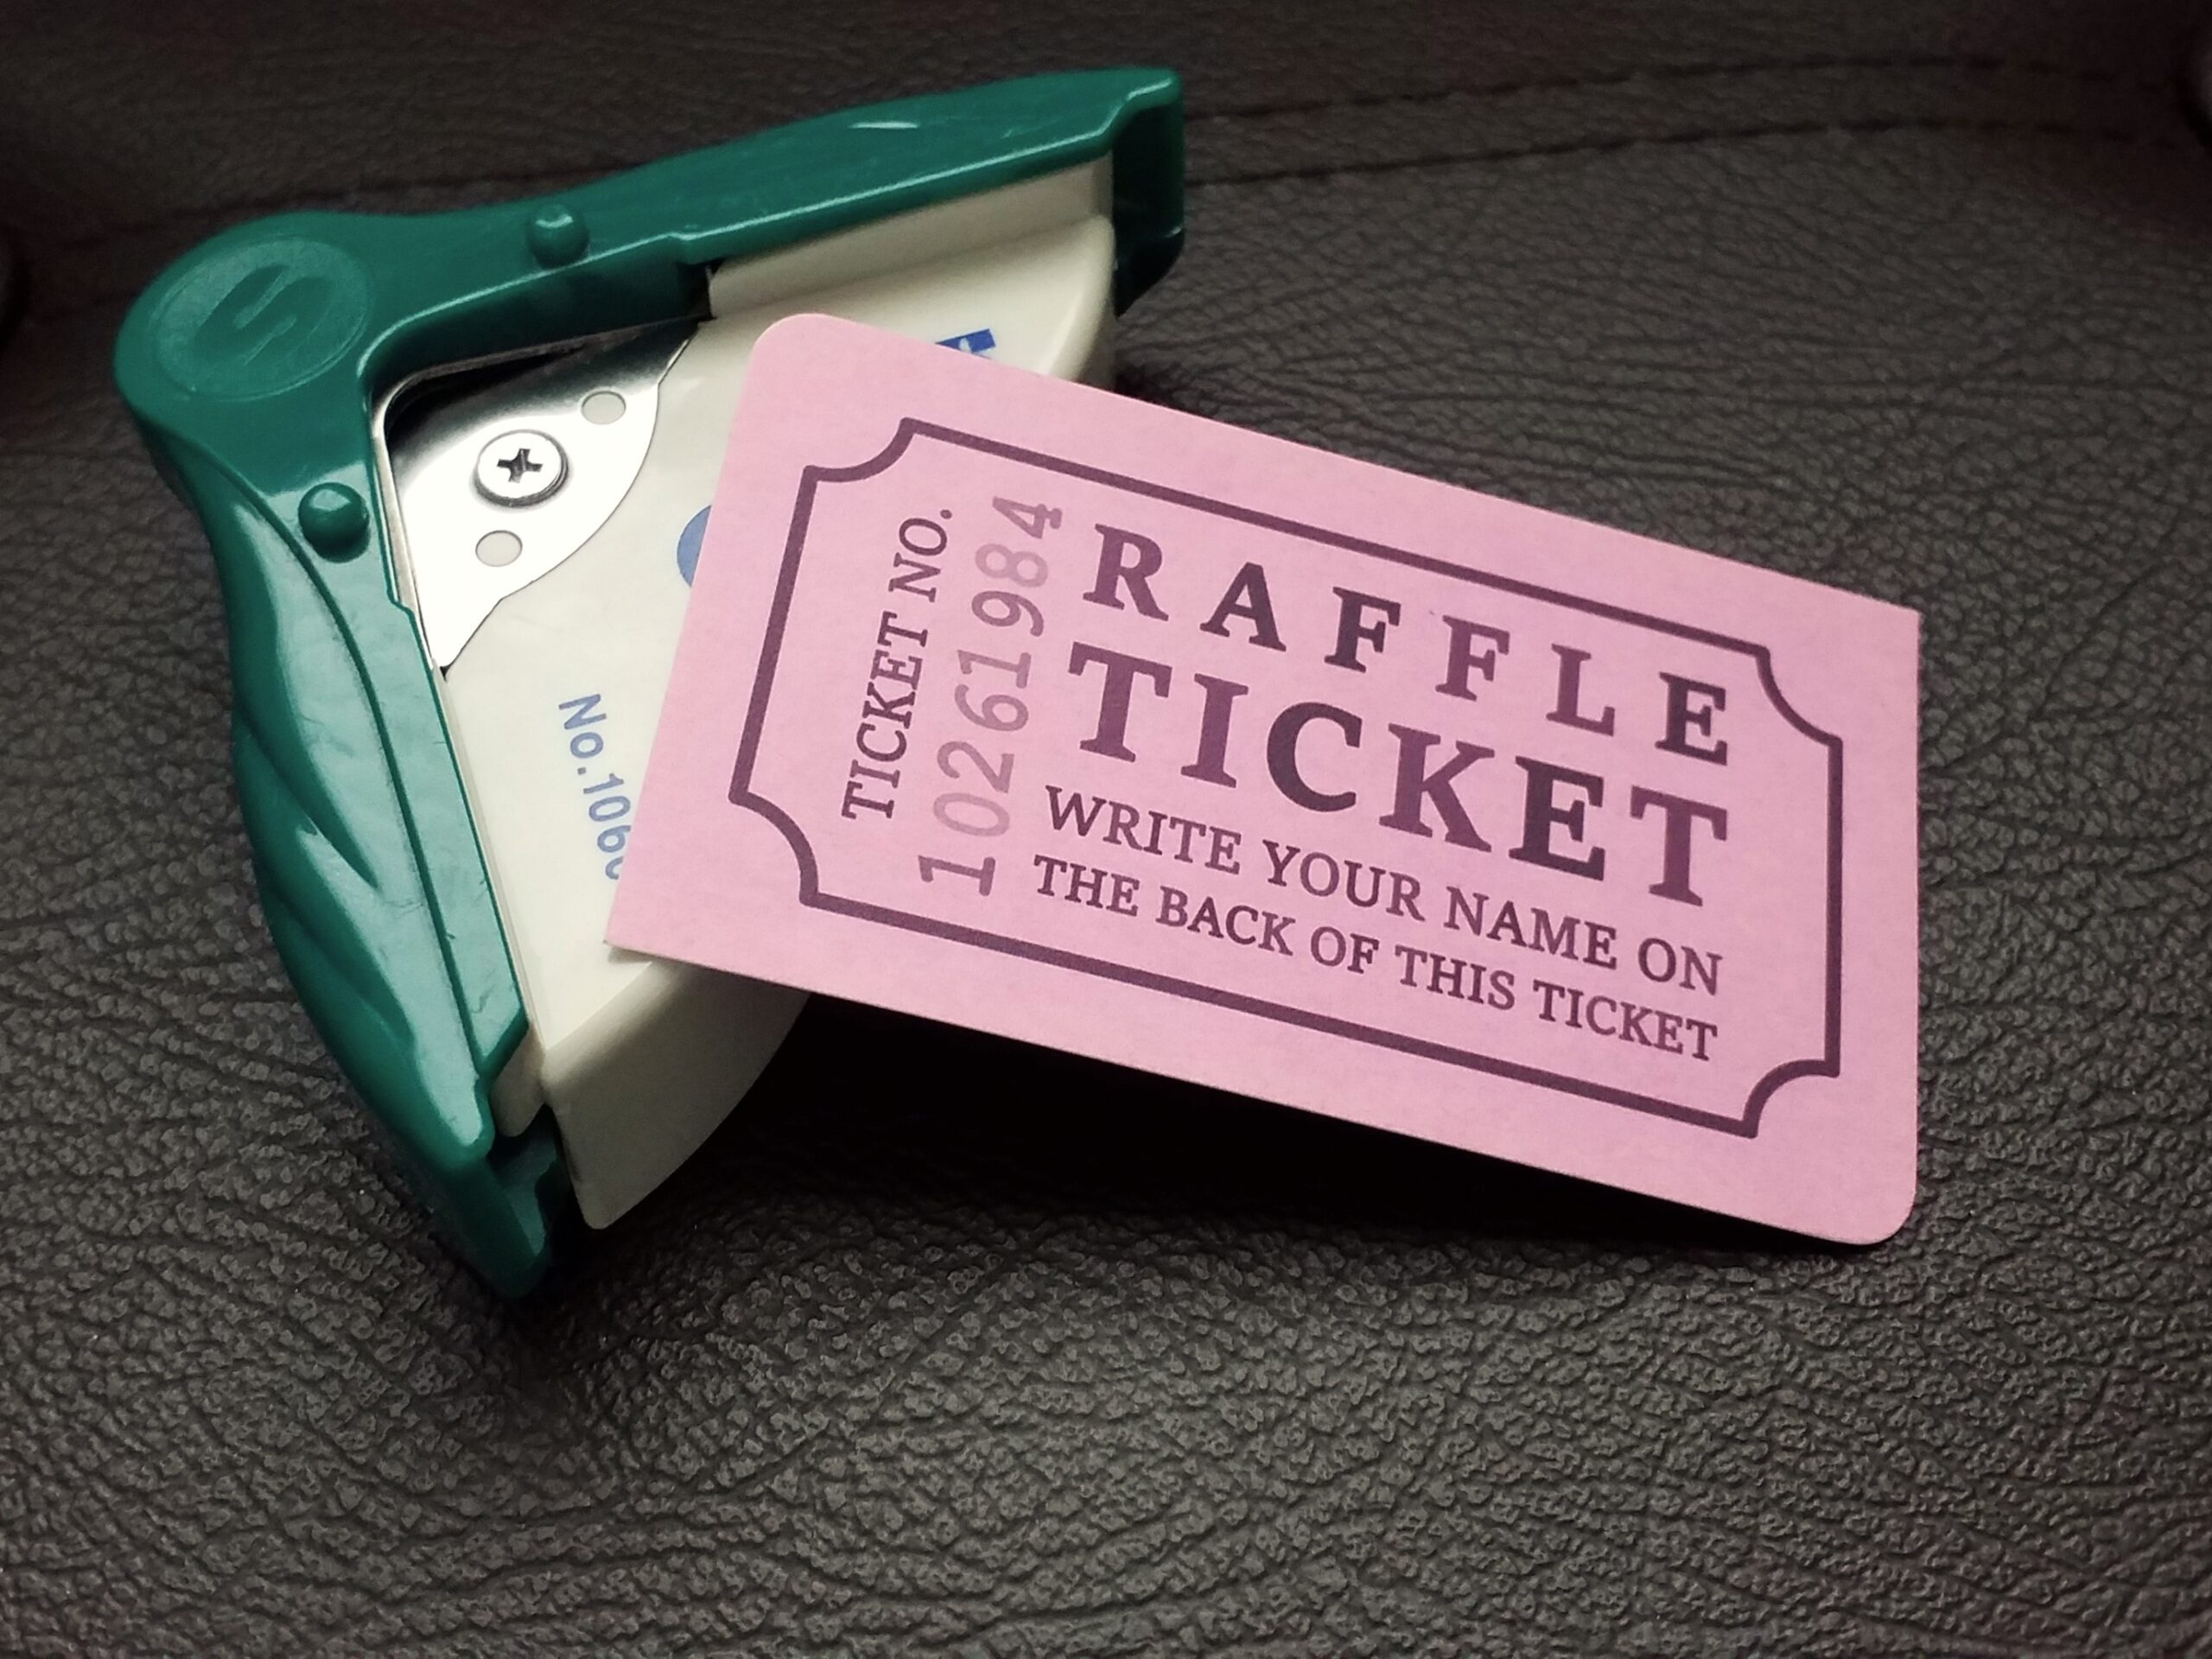 TICKET NO.
10261984
RAFFLE
TICKET
WRITE YOUR NAME ON
THE BACK OF THIS TICKET
S